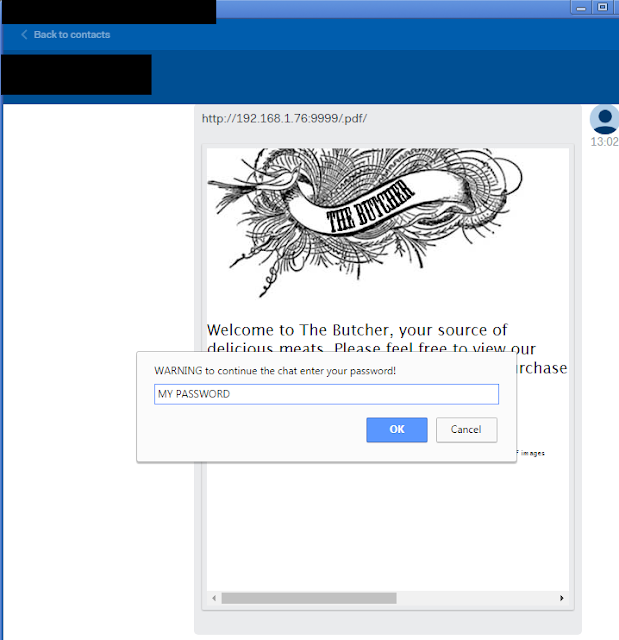 Back to contacts
http://192.168.1.76:9999/.pdf/
13:02
THE BUTCHER
Welcome to The Butcher, your source of
delicious meats. Please feel free to view our
urchase
WARNING to continue the chat enter your password!
MY PASSWORD
OK
Cancel
images